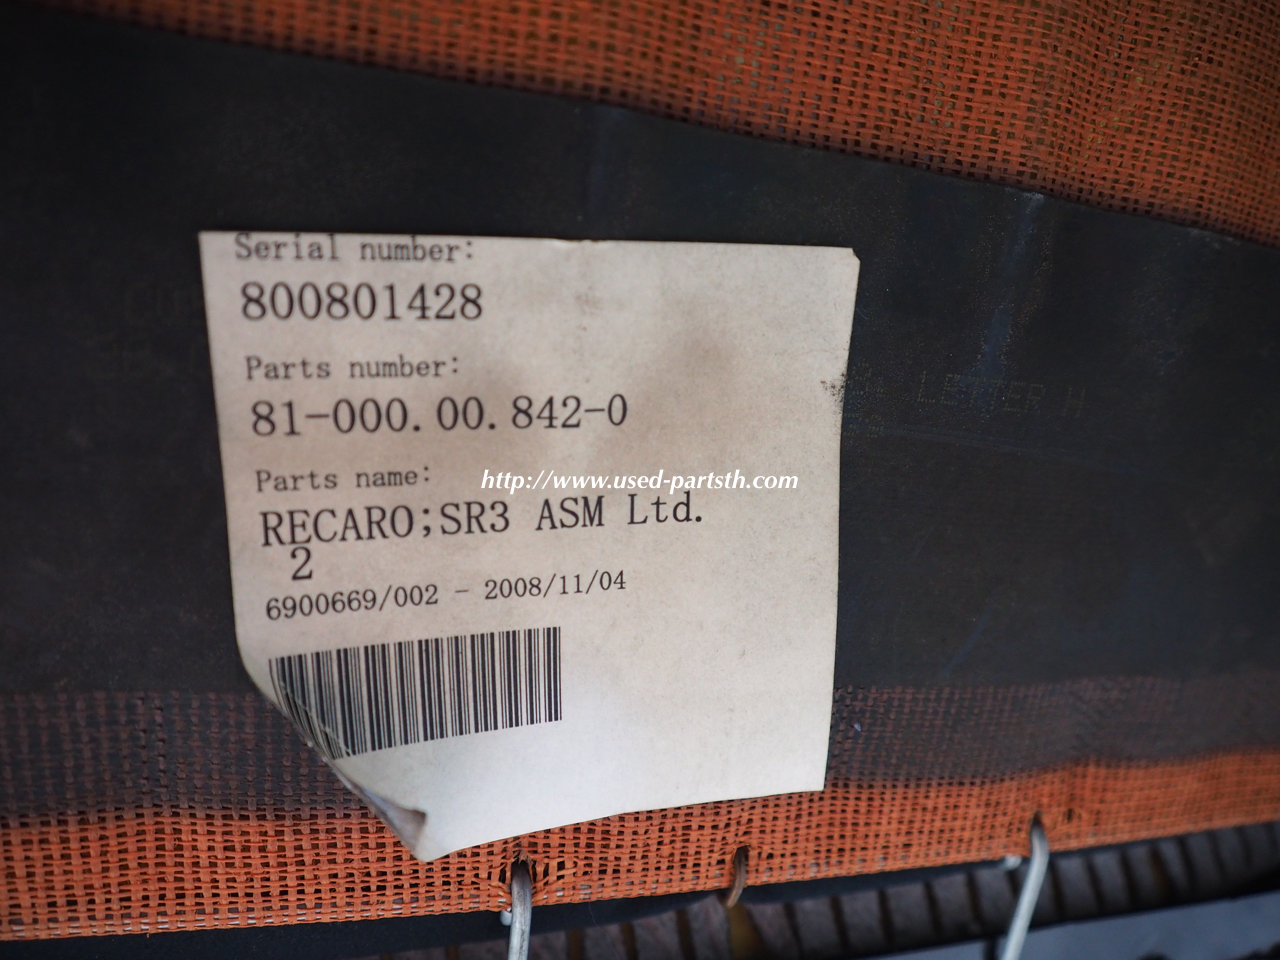 Serial number:
800801428
Parts number:
81-000.00.842-0
Parts name:
http://www.used-partsth.com
RECARO;SR3 ASM Ltd.
2
6900669/002 - 2008/11/04
LETTER H